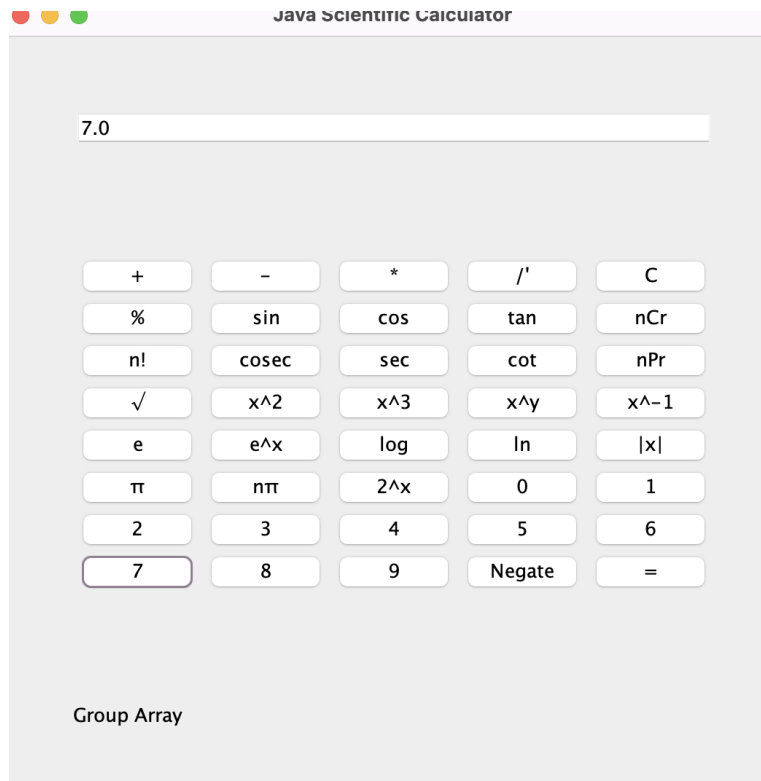 Java Scientific Calculator
7.0
+ - * /' C
% sin cos tan nCr
n! cosec sec cot nPr
√ x^2 x^3 x^y x^-1
e e^x log ln |x|
π nπ 2^x 0 1
2 3 4 5 6
7 8 9 Negate =
Group Array